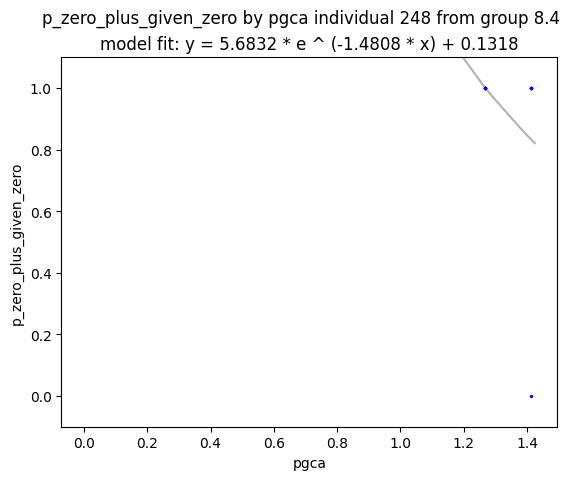 p_zero_plus_given_zero by pgca individual 248 from group 8.4
model fit: y = 5.6832 * e ^ (-1.4808 * x) + 0.1318
1.0
0.8
0.6
0.4
0.2
0.0
p_zero_plus_given_zero
0.0 0.2 0.4 0.6 0.8 1.0 1.2 1.4
pgca